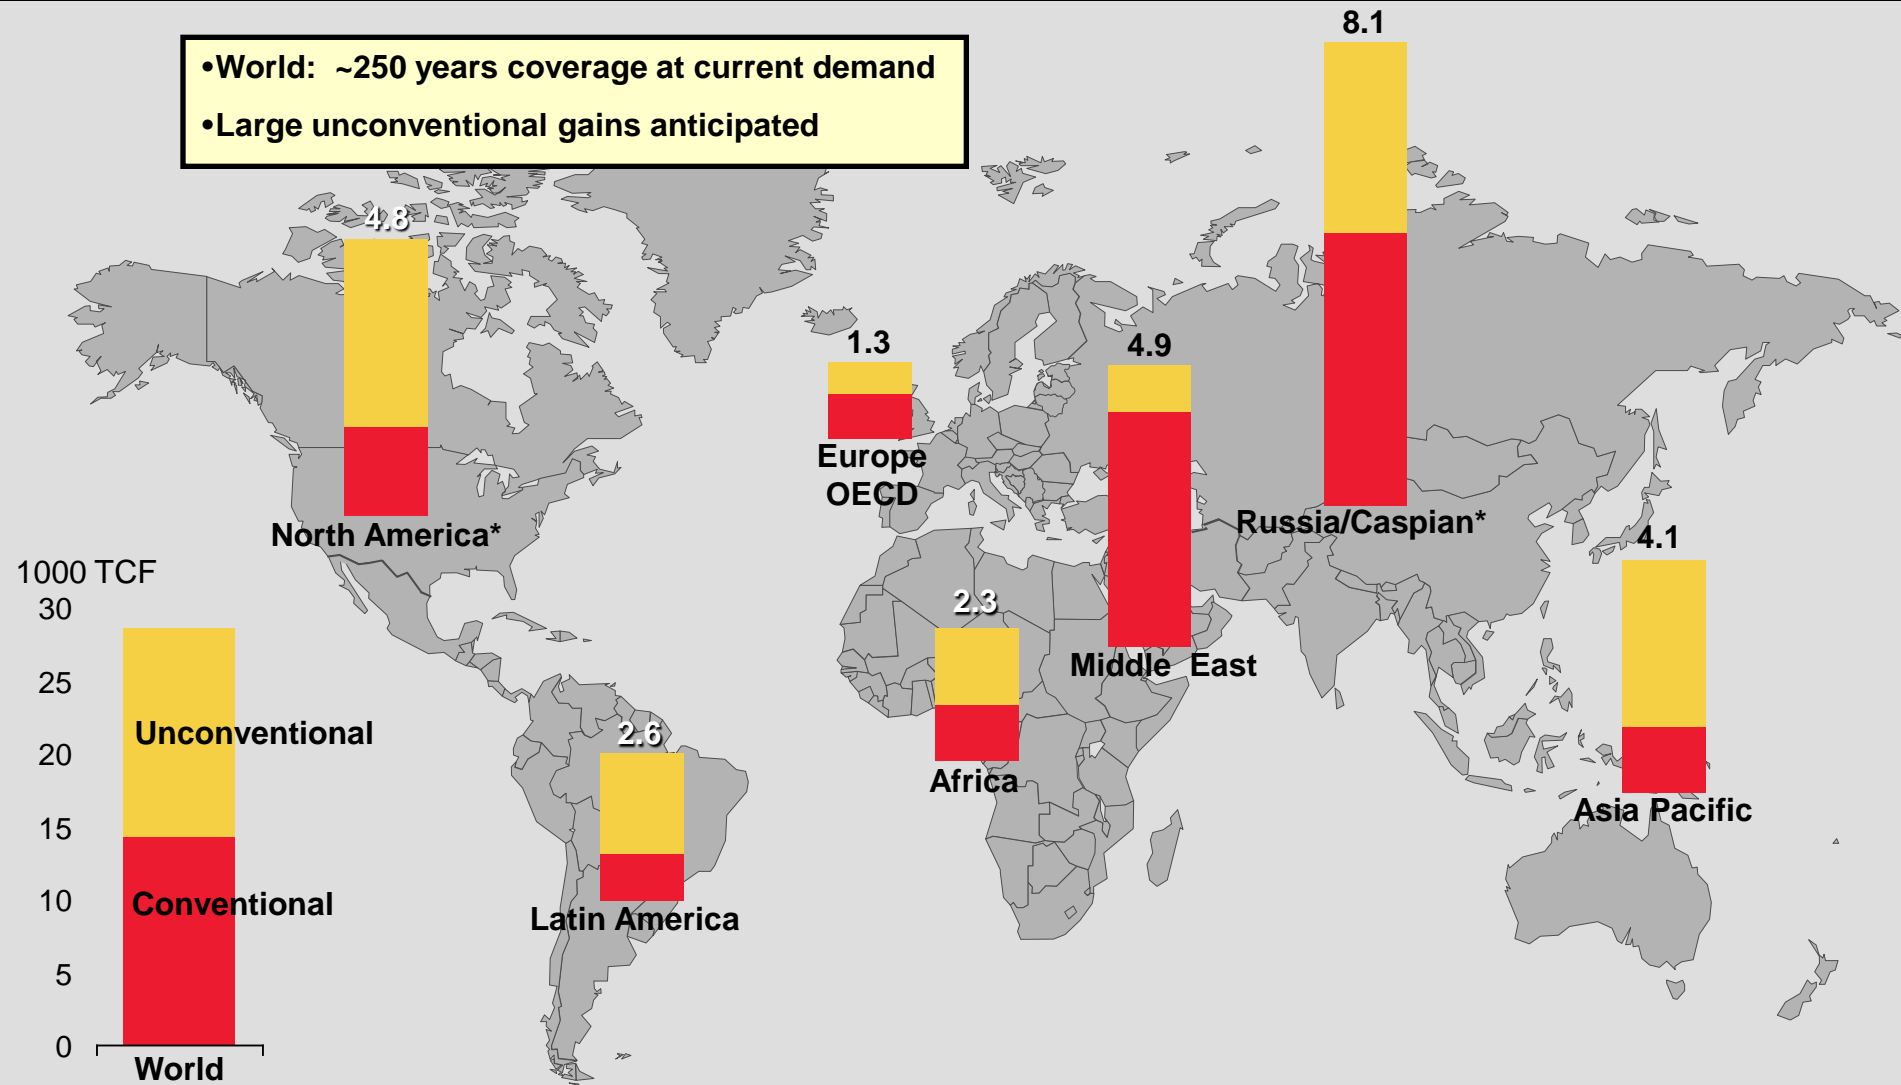 8.1
•World:  ~250 years coverage at current demand
•Large unconventional gains anticipated
4.8
1.3
4.9
Europe
OECD
North America*
Russia/Caspian*
4.1
1000 TCF
30
2.3
Middle  East
25
Unconventional
2.6
20
Africa
Asia Pacific
15
Conventional
10
Latin America
5
0
World